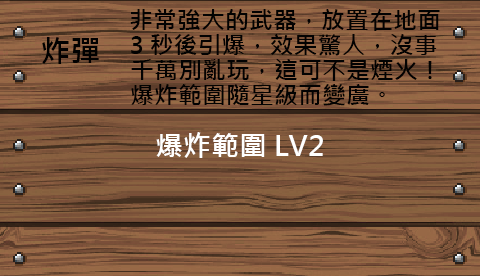 炸彈
非常強大的武器，放置在地面
3 秒後引爆，效果驚人，沒事
千萬別亂玩，這可不是煙火！
爆炸範圍隨星級而變廣。
爆炸範圍 LV2